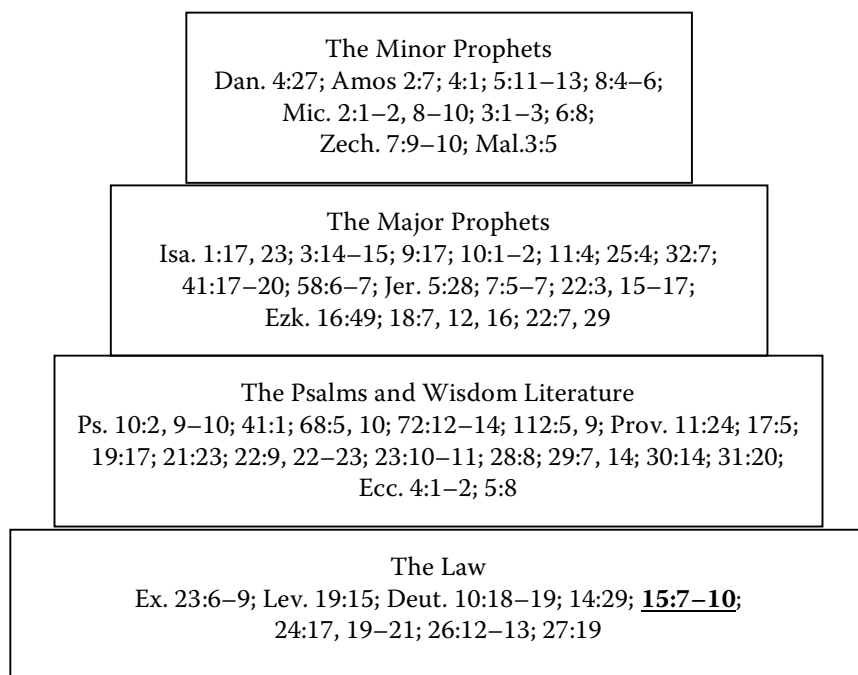 The Minor Prophets
Dan. 4:27; Amos 2:7; 4:1; 5:11–13; 8:4–6;
Mic. 2:1–2, 8–10; 3:1–3; 6:8;
Zech. 7:9–10; Mal.3:5
The Major Prophets
Isa. 1:17, 23; 3:14–15; 9:17; 10:1–2; 11:4; 25:4; 32:7;
41:17–20; 58:6–7; Jer. 5:28; 7:5–7; 22:3, 15–17;
Ezk. 16:49; 18:7, 12, 16; 22:7, 29
The Psalms and Wisdom Literature
Ps. 10:2, 9–10; 41:1; 68:5, 10; 72:12–14; 112:5, 9; Prov. 11:24; 17:5;
19:17; 21:23; 22:9, 22–23; 23:10–11; 28:8; 29:7, 14; 30:14; 31:20;
Ecc. 4:1–2; 5:8
The Law
Ex. 23:6–9; Lev. 19:15; Deut. 10:18–19; 14:29; 15:7–10;
24:17, 19–21; 26:12–13; 27:19